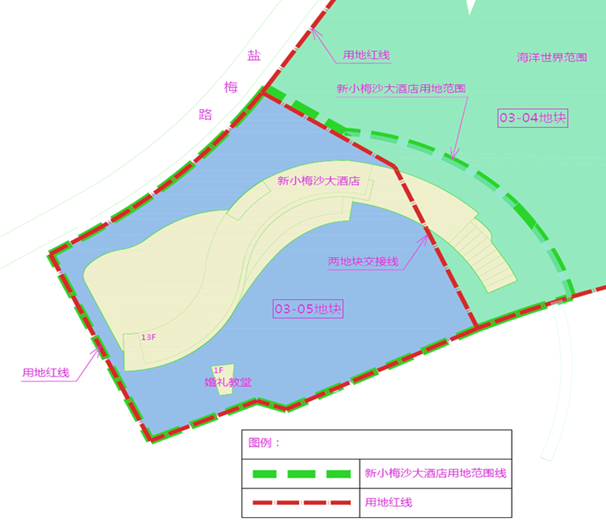 盐
梅
路
用地红线
海洋世界范围
新小梅沙大酒店用地范围
03-04地块
新小梅沙大酒店
两地块交接线
03-05地块
13F
用地红线
1F
婚礼教堂
图例：
新小梅沙大酒店用地范围线
用地红线